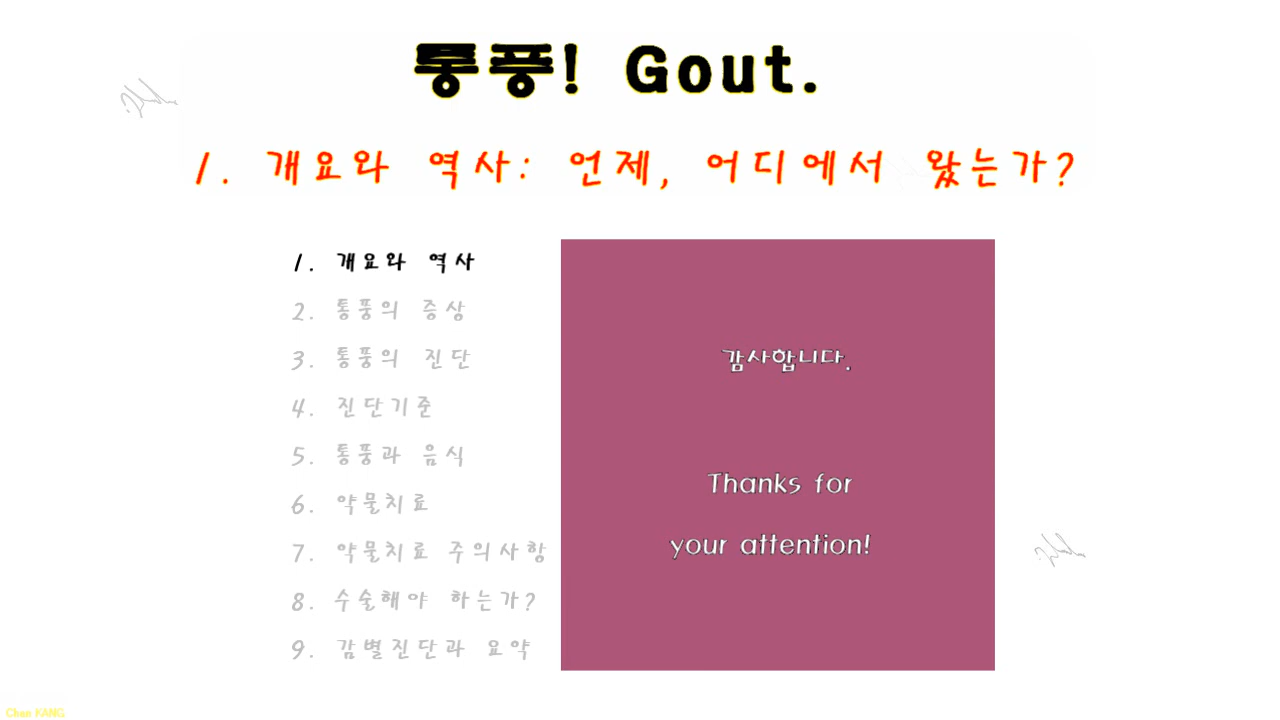 통풍! Gout.
1. 개요와 역사: 언제, 어디에서 왔는가?
1. 개요와 역사
2. 통풍의 증상
3. 통풍의 진단
4. 진단기준
5. 통풍과 음식
6. 약물치료
7. 약물치료 주의사항
8. 수술해야 하는가?
9. 감별진단과 요약
감사합니다.
Thanks for
your attention!
Chan KANG.